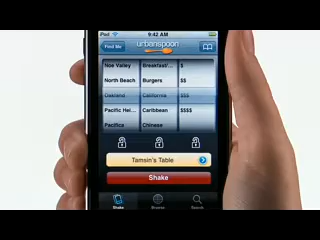 iPod 9:42 AM
Find Me urbanspoon
Noe Valley Breakfast/... $
North Beach Burgers $$
Oakland California $$$
Pacific Hei... Caribbean $$$$
Pacifica Chinese
Tamsin's Table
Shake
Shake Browse Search